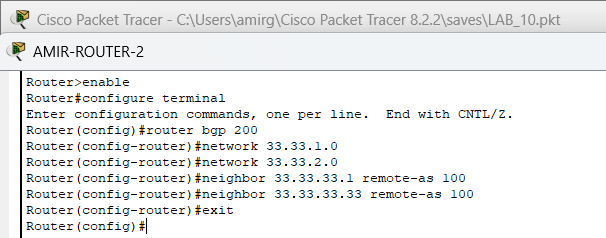 Cisco Packet Tracer - C:\Users\amirg\Cisco Packet Tracer 8.2.2\saves\LAB_10.pkt
AMIR-ROUTER-2
Router>enable
Router#configure terminal
Enter configuration commands, one per line.  End with CNTL/Z.
Router(config)#router bgp 200
Router(config-router)#network 33.33.1.0
Router(config-router)#network 33.33.2.0
Router(config-router)#neighbor 33.33.33.1 remote-as 100
Router(config-router)#neighbor 33.33.33.33 remote-as 100
Router(config-router)#exit
Router(config)#